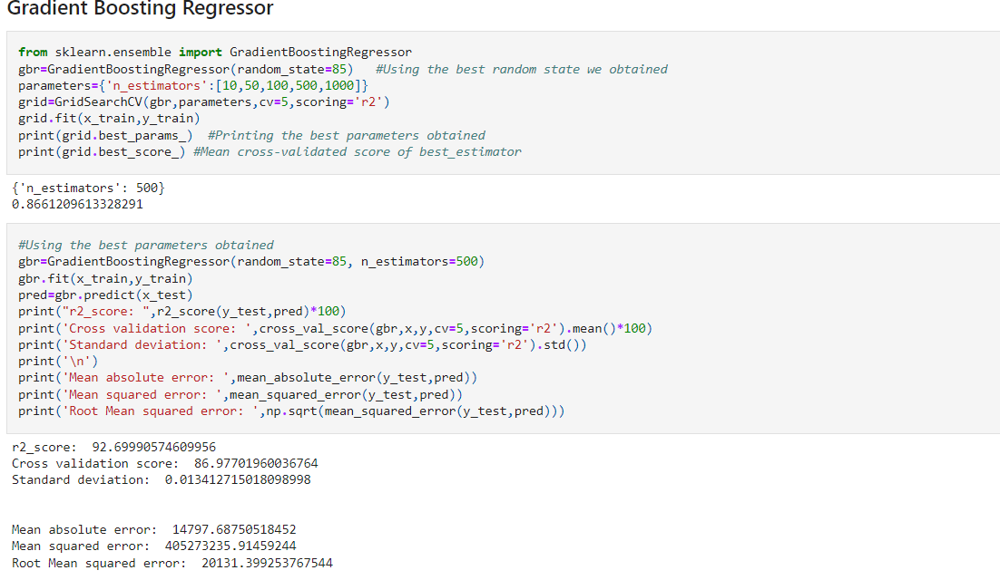 Gradient Boosting Regressor
from sklearn.ensemble import GradientBoostingRegressor
gbr=GradientBoostingRegressor(random_state=85)   #Using the best random state we obtained
parameters={'n_estimators':[10,50,100,500,1000]}
grid=GridSearchCV(gbr,parameters,cv=5,scoring='r2')
grid.fit(x_train,y_train)
print(grid.best_params_)  #Printing the best parameters obtained
print(grid.best_score_) #Mean cross-validated score of best_estimator
{'n_estimators': 500}
0.8661209613328291
#Using the best parameters obtained
gbr=GradientBoostingRegressor(random_state=85, n_estimators=500)
gbr.fit(x_train,y_train)
pred=gbr.predict(x_test)
print("r2_score: ",r2_score(y_test,pred)*100)
print('Cross validation score: ',cross_val_score(gbr,x,y,cv=5,scoring='r2').mean()*100)
print('Standard deviation: ',cross_val_score(gbr,x,y,cv=5,scoring='r2').std())
print('\n')
print('Mean absolute error: ',mean_absolute_error(y_test,pred))
print('Mean squared error: ',mean_squared_error(y_test,pred))
print('Root Mean squared error: ',np.sqrt(mean_squared_error(y_test,pred)))
r2_score:  92.69990574609956
Cross validation score:  86.97701960036764
Standard deviation:  0.013412715018098998
Mean absolute error:  14797.68750518452
Mean squared error:  405273235.91459244
Root Mean squared error:  20131.399253767544